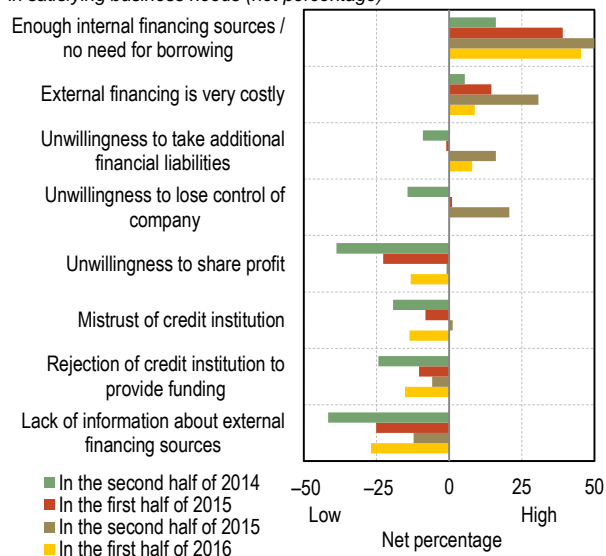 in satisfying business needs (net percentage)
Enough internal financing sources /
no need for borrowing
External financing is very costly
Unwillingness to take additional
financial liabilities
Unwillingness to lose control of
company
Unwillingness to share profit
Mistrust of credit institution
Rejection of credit institution to
provide funding
Lack of information about external
financing sources
In the second half of 2014
In the first half of 2015
In the second half of 2015
In the first half of 2016
–50 –25 0 25 50
Low High
Net percentage